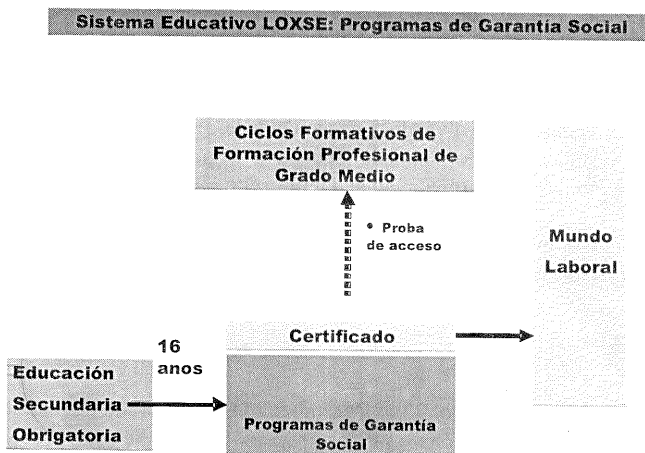 Sistema Educativo LOXSE: Programas de Garantía Social
Ciclos Formativos de
Formación Profesional de
Grado Medio
• Proba
de acceso
Mundo
Laboral
Certificado
16
anos
Educación
Secundaria
Obrigatoria
Programas de Garantía
Social